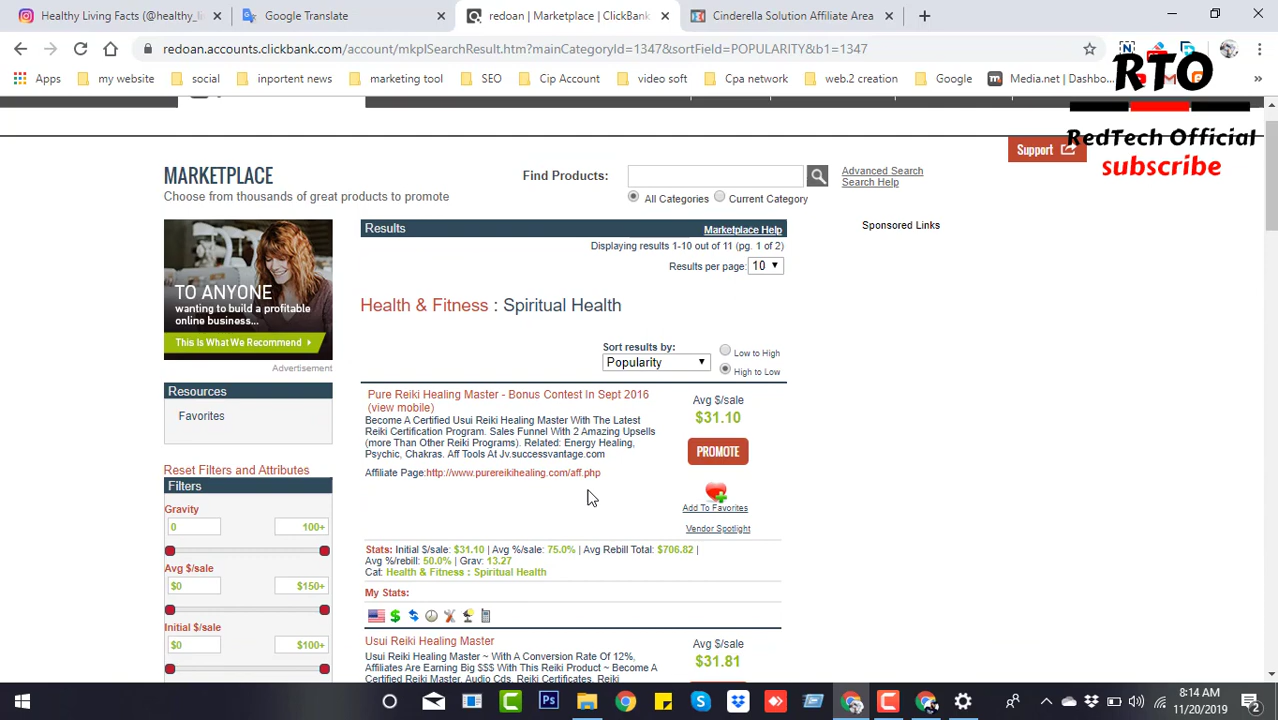 Healthy Living Facts (@healthy_l
Google Translate
redoan | Marketplace | ClickBank
Cinderella Solution Affiliate Area
redoan.accounts.clickbank.com/account/mkplSearchResult.htm?mainCategoryId=1347&sortField=POPULARITY&b1=1347
Apps
my website
social
inportent news
marketing tool
SEO
Cip Account
video soft
Cpa network
web.2 creation
Google
Media.net | Dashbo...
RTO
RedTech Official
subscribe
Support
MARKETPLACE
Choose from thousands of great products to promote
Find Products:
Advanced Search
Search Help
All Categories
Current Category
TO ANYONE
wanting to build a profitable
online business...
This Is What We Recommend
Advertisement
Results
Marketplace Help
Displaying results 1-10 out of 11 (pg. 1 of 2)
Results per page: 10
Sponsored Links
Health & Fitness : Spiritual Health
Sort results by:
Popularity
Low to High
High to Low
Resources
Favorites
Reset Filters and Attributes
Filters
Gravity
0
100+
Avg $/sale
$0
$150+
Initial $/sale
$0
$100+
Pure Reiki Healing Master - Bonus Contest In Sept 2016
(view mobile)
Become A Certified Usui Reiki Healing Master With The Latest
Reiki Certification Program. Sales Funnel With 2 Amazing Upsells
(more Than Other Reiki Programs). Related: Energy Healing,
Psychic, Chakras. Aff Tools At Jv.successvantage.com
Affiliate Page:http://www.purereikihealing.com/aff.php
Avg $/sale
$31.10
PROMOTE
Add To Favorites
Vendor Spotlight
Stats: Initial $/sale: $31.10 | Avg %/sale: 75.0% | Avg Rebill Total: $706.82 |
Avg %/rebill: 50.0% | Grav: 13.27
Cat: Health & Fitness : Spiritual Health
My Stats:
Usui Reiki Healing Master
Usui Reiki Healing Master ~ With A Conversion Rate Of 12%,
Affiliates Are Earning Big $$$ With This Reiki Product ~ Become A
Certified Reiki Master, Audio Cds, Reiki Certificates, Reiki
Avg $/sale
$31.81
8:14 AM
11/20/2019
2